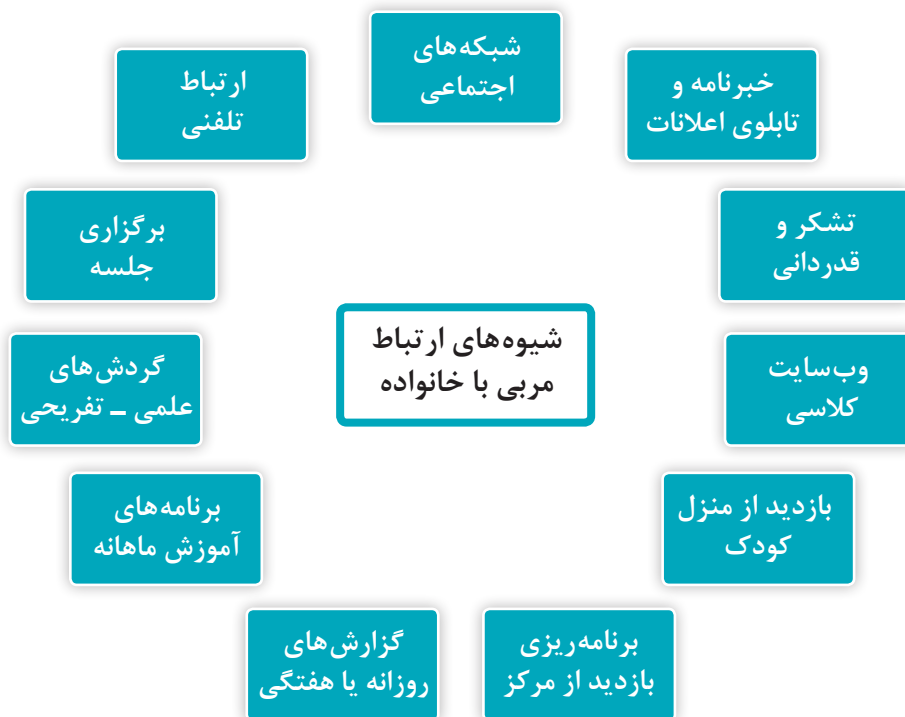 شبکه‌های
اجتماعی
خبرنامه و
تابلوی اعلانات
تشکر و
قدردانی
وب‌سایت
کلاسی
بازدید از منزل
کودک
برنامه‌ریزی
بازدید از مرکز
گزارش‌های
روزانه یا هفتگی
برنامه‌های
آموزش ماهانه
گردش‌های
علمی ـ تفریحی
برگزاری
جلسه
ارتباط
تلفنی
شیوه‌های ارتباط
مربی با خانواده